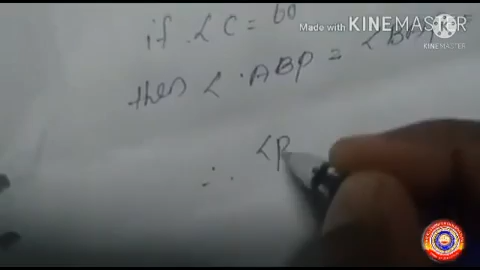 Made with KINEMASTER
if ∠C = 60
then ∠ABP =
∴ ∠P